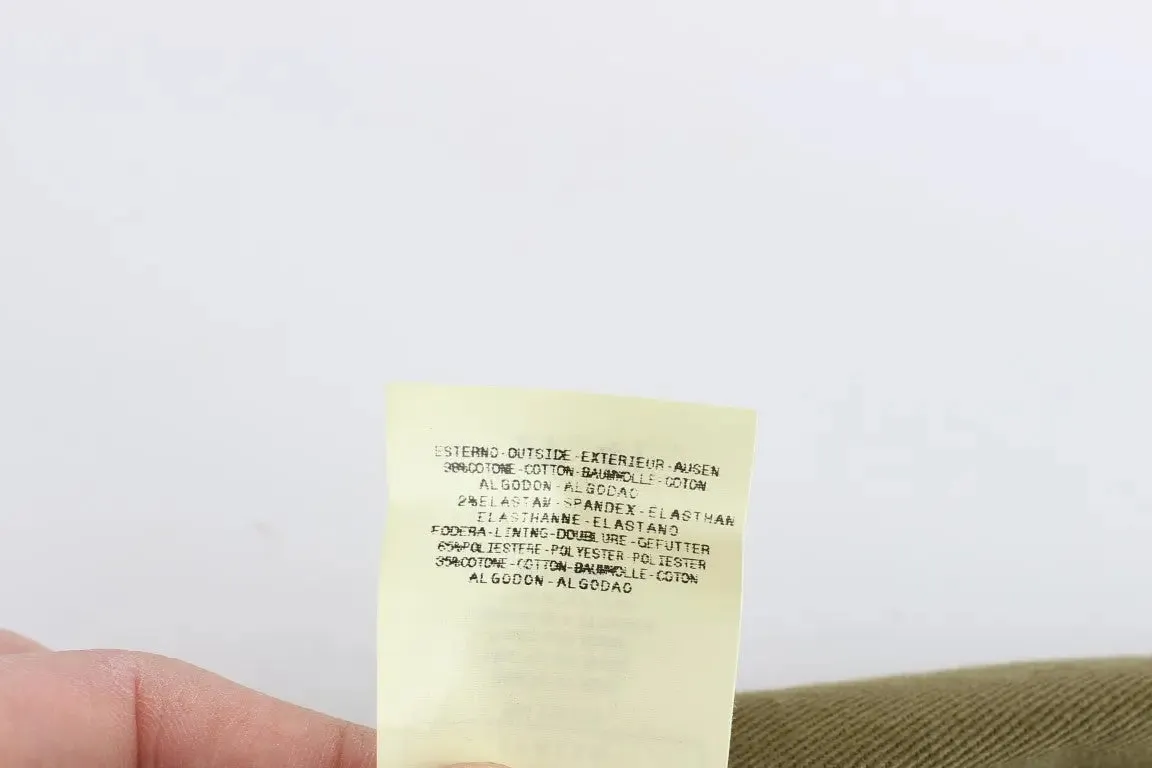 ESTERNO-OUTSIDE-EXTERIEUR-AUSEN
98%COTONE-COTTON-BAUMWOLLE-COTON
ALGODON-ALGODAO
2%ELASTAN-SPANDEX-ELASTHAN
ELASTHANNE-ELASTANO
FODERA-LINING-DOUBLURE-GEFUTTER
65%POLIESTERE-POLYESTER-POLIESTER
35%COTONE-COTTON-BAUMWOLLE-COTON
ALGODON-ALGODAO